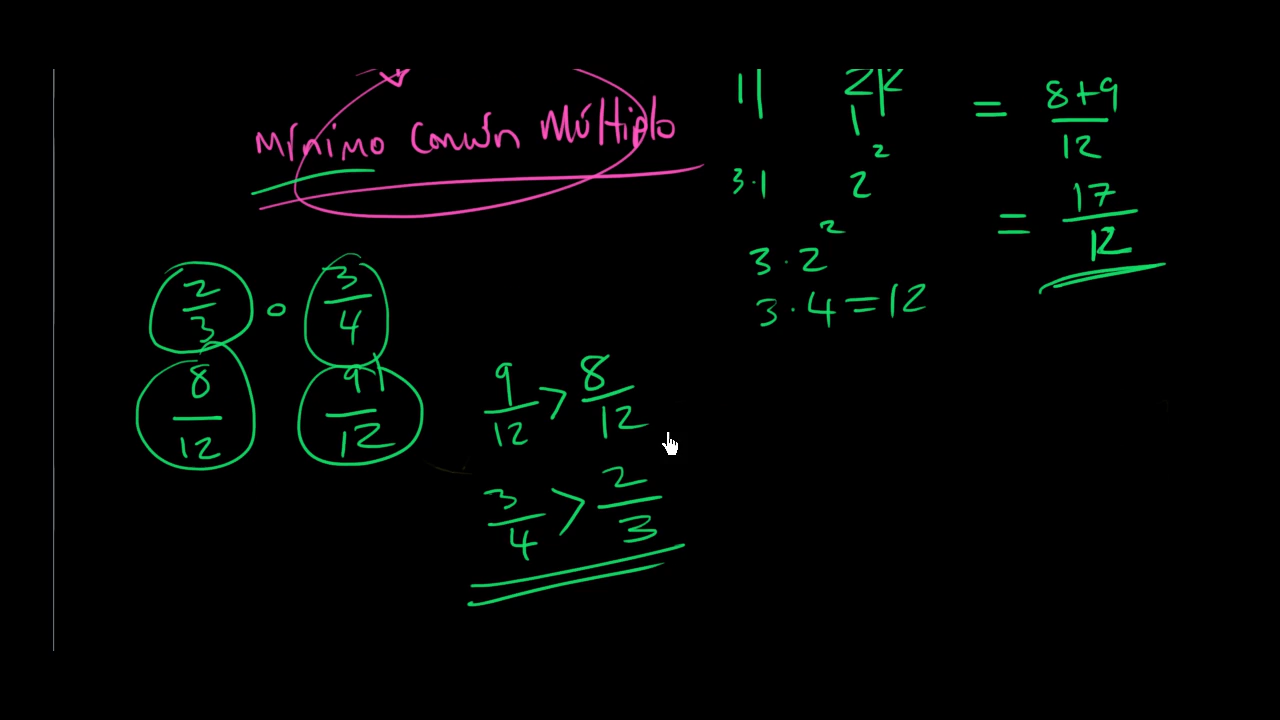 Mínimo Común Múltiplo
1| 2|2
1
3·1 2²
3·2²
3·4=12
= 8+9/12
= 17/12
2/3 o 3/4
8/12 9/12
9/12 > 8/12
3/4 > 2/3